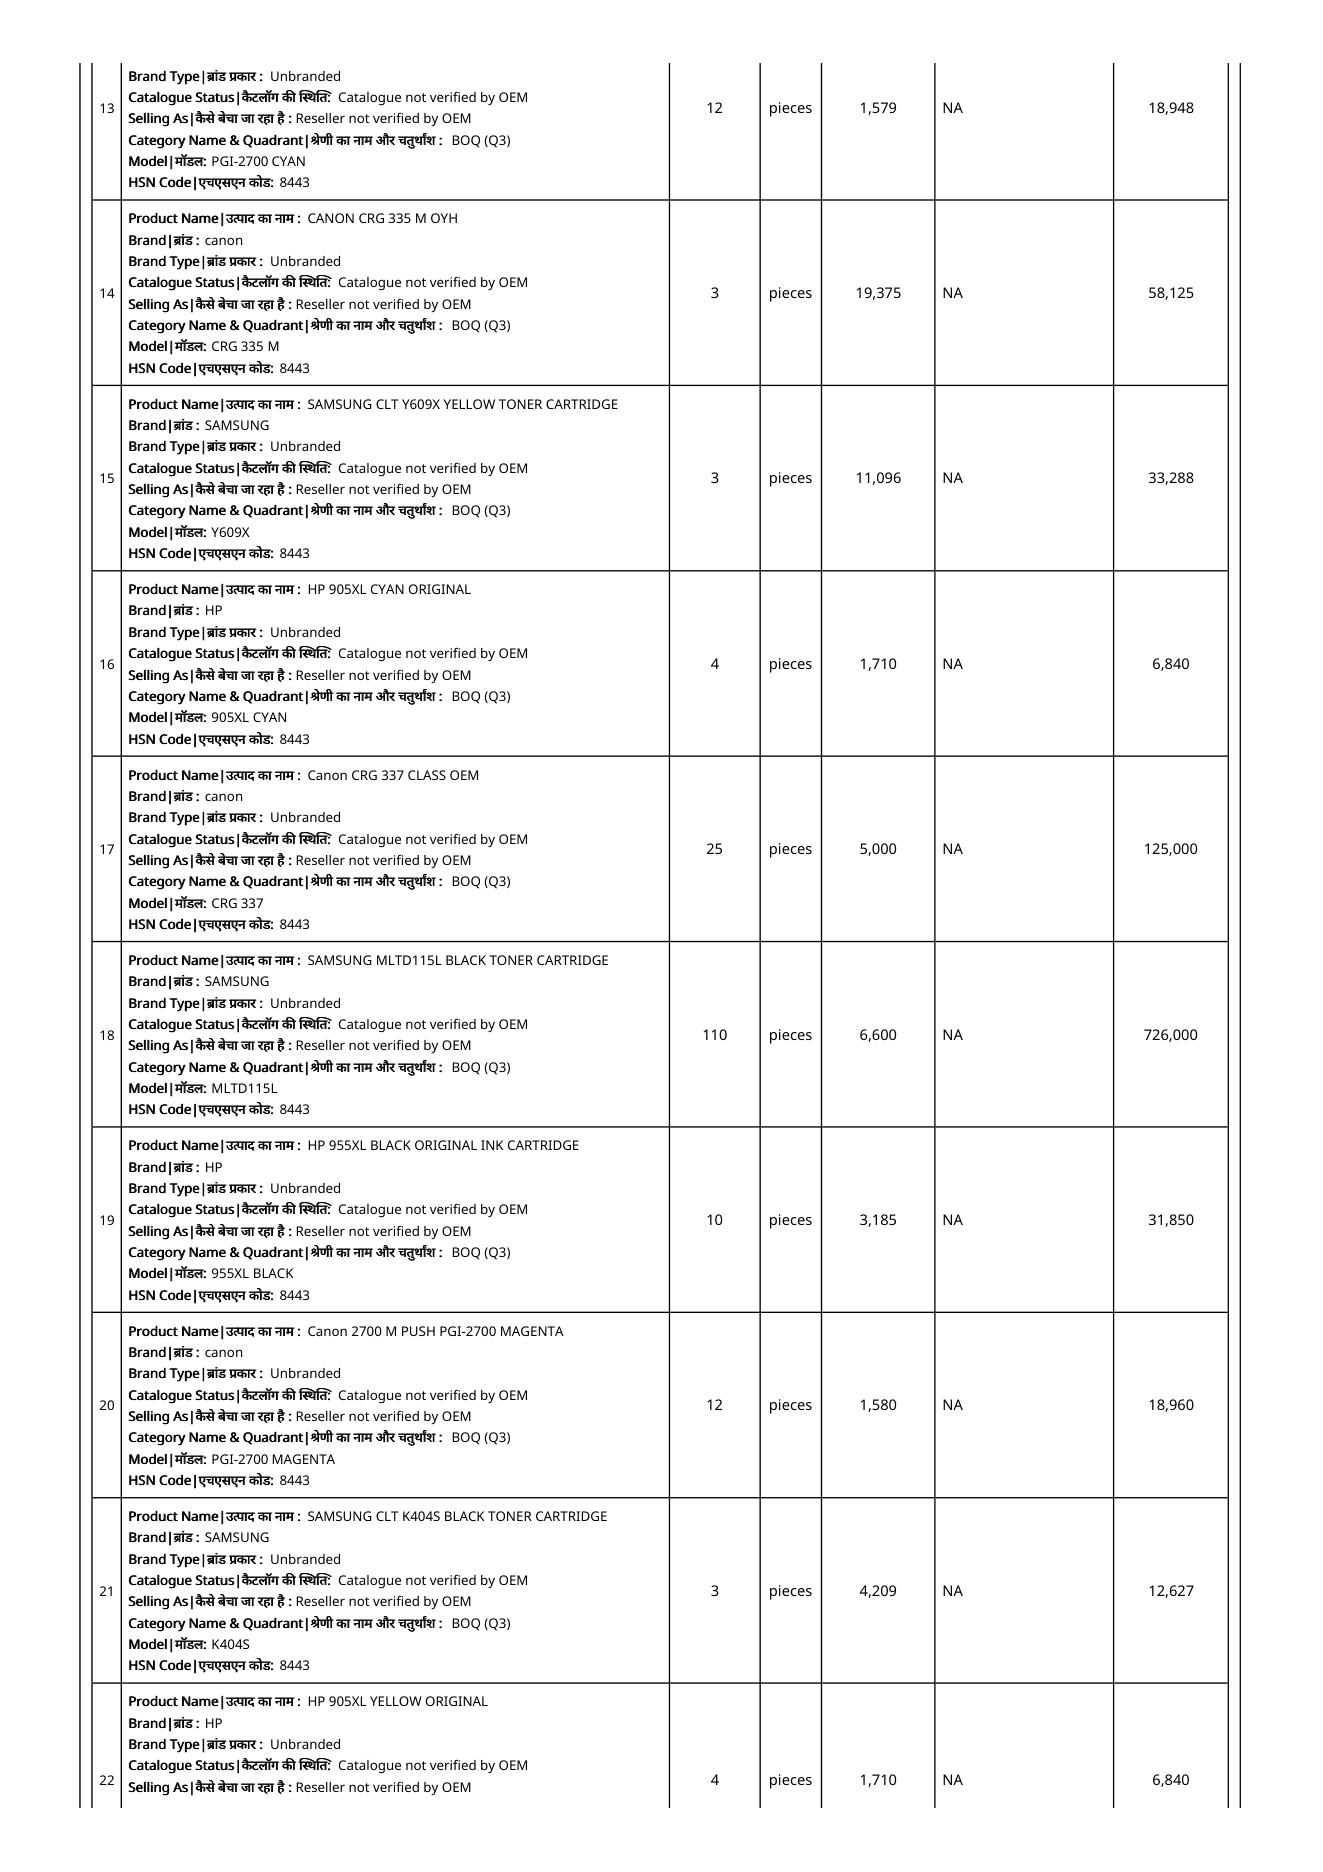 Brand Type|ब्रांड प्रकार : Unbranded
Catalogue Status|कैटलॉग की स्थिति: Catalogue not verified by OEM
13 Selling As|कैसे बेचा जा रहा है : Reseller not verified by OEM 12 pieces 1,579 NA 18,948
Category Name & Quadrant|श्रेणी का नाम और चतुर्थांश : BOQ (Q3)
Model|मॉडल: PGI-2700 CYAN
HSN Code|एचएसएन कोड: 8443
Product Name|उत्पाद का नाम : CANON CRG 335 M OYH
Brand|ब्रांड : canon
Brand Type|ब्रांड प्रकार : Unbranded
Catalogue Status|कैटलॉग की स्थिति: Catalogue not verified by OEM
14 Selling As|कैसे बेचा जा रहा है : Reseller not verified by OEM 3 pieces 19,375 NA 58,125
Category Name & Quadrant|श्रेणी का नाम और चतुर्थांश : BOQ (Q3)
Model|मॉडल: CRG 335 M
HSN Code|एचएसएन कोड: 8443
Product Name|उत्पाद का नाम : SAMSUNG CLT Y609X YELLOW TONER CARTRIDGE
Brand|ब्रांड : SAMSUNG
Brand Type|ब्रांड प्रकार : Unbranded
Catalogue Status|कैटलॉग की स्थिति: Catalogue not verified by OEM
15 Selling As|कैसे बेचा जा रहा है : Reseller not verified by OEM 3 pieces 11,096 NA 33,288
Category Name & Quadrant|श्रेणी का नाम और चतुर्थांश : BOQ (Q3)
Model|मॉडल: Y609X
HSN Code|एचएसएन कोड: 8443
Product Name|उत्पाद का नाम : HP 905XL CYAN ORIGINAL
Brand|ब्रांड : HP
Brand Type|ब्रांड प्रकार : Unbranded
Catalogue Status|कैटलॉग की स्थिति: Catalogue not verified by OEM
16 Selling As|कैसे बेचा जा रहा है : Reseller not verified by OEM 4 pieces 1,710 NA 6,840
Category Name & Quadrant|श्रेणी का नाम और चतुर्थांश : BOQ (Q3)
Model|मॉडल: 905XL CYAN
HSN Code|एचएसएन कोड: 8443
Product Name|उत्पाद का नाम : Canon CRG 337 CLASS OEM
Brand|ब्रांड : canon
Brand Type|ब्रांड प्रकार : Unbranded
Catalogue Status|कैटलॉग की स्थिति: Catalogue not verified by OEM
17 Selling As|कैसे बेचा जा रहा है : Reseller not verified by OEM 25 pieces 5,000 NA 125,000
Category Name & Quadrant|श्रेणी का नाम और चतुर्थांश : BOQ (Q3)
Model|मॉडल: CRG 337
HSN Code|एचएसएन कोड: 8443
Product Name|उत्पाद का नाम : SAMSUNG MLTD115L BLACK TONER CARTRIDGE
Brand|ब्रांड : SAMSUNG
Brand Type|ब्रांड प्रकार : Unbranded
Catalogue Status|कैटलॉग की स्थिति: Catalogue not verified by OEM
18 Selling As|कैसे बेचा जा रहा है : Reseller not verified by OEM 110 pieces 6,600 NA 726,000
Category Name & Quadrant|श्रेणी का नाम और चतुर्थांश : BOQ (Q3)
Model|मॉडल: MLTD115L
HSN Code|एचएसएन कोड: 8443
Product Name|उत्पाद का नाम : HP 955XL BLACK ORIGINAL INK CARTRIDGE
Brand|ब्रांड : HP
Brand Type|ब्रांड प्रकार : Unbranded
Catalogue Status|कैटलॉग की स्थिति: Catalogue not verified by OEM
19 Selling As|कैसे बेचा जा रहा है : Reseller not verified by OEM 10 pieces 3,185 NA 31,850
Category Name & Quadrant|श्रेणी का नाम और चतुर्थांश : BOQ (Q3)
Model|मॉडल: 955XL BLACK
HSN Code|एचएसएन कोड: 8443
Product Name|उत्पाद का नाम : Canon 2700 M PUSH PGI-2700 MAGENTA
Brand|ब्रांड : canon
Brand Type|ब्रांड प्रकार : Unbranded
Catalogue Status|कैटलॉग की स्थिति: Catalogue not verified by OEM
20 Selling As|कैसे बेचा जा रहा है : Reseller not verified by OEM 12 pieces 1,580 NA 18,960
Category Name & Quadrant|श्रेणी का नाम और चतुर्थांश : BOQ (Q3)
Model|मॉडल: PGI-2700 MAGENTA
HSN Code|एचएसएन कोड: 8443
Product Name|उत्पाद का नाम : SAMSUNG CLT K404S BLACK TONER CARTRIDGE
Brand|ब्रांड : SAMSUNG
Brand Type|ब्रांड प्रकार : Unbranded
Catalogue Status|कैटलॉग की स्थिति: Catalogue not verified by OEM
21 Selling As|कैसे बेचा जा रहा है : Reseller not verified by OEM 3 pieces 4,209 NA 12,627
Category Name & Quadrant|श्रेणी का नाम और चतुर्थांश : BOQ (Q3)
Model|मॉडल: K404S
HSN Code|एचएसएन कोड: 8443
Product Name|उत्पाद का नाम : HP 905XL YELLOW ORIGINAL
Brand|ब्रांड : HP
Brand Type|ब्रांड प्रकार : Unbranded
Catalogue Status|कैटलॉग की स्थिति: Catalogue not verified by OEM
22 Selling As|कैसे बेचा जा रहा है : Reseller not verified by OEM 4 pieces 1,710 NA 6,840